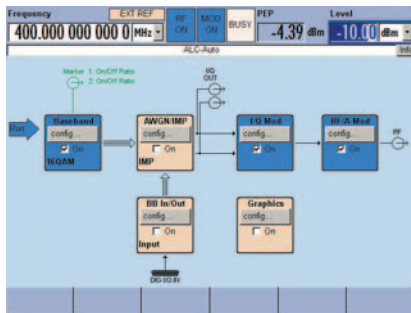 Frequency EXT REF RF ON MOD ON BUSY PEP Level
400.000 000 000 0 MHz -4.39 dBm -10.00 dBm
ALC-Auto Info
Marker 1: On/Off Ratio
2: On/Off Ratio
I/Q OUT
Baseband AWGN/IMP I/Q Mod RF/A Mod
Run config... config... config... config... RF
On On On On
16QAM IMP
BB In/Out Graphics
config... config...
On On
Input
DIG I/Q IN